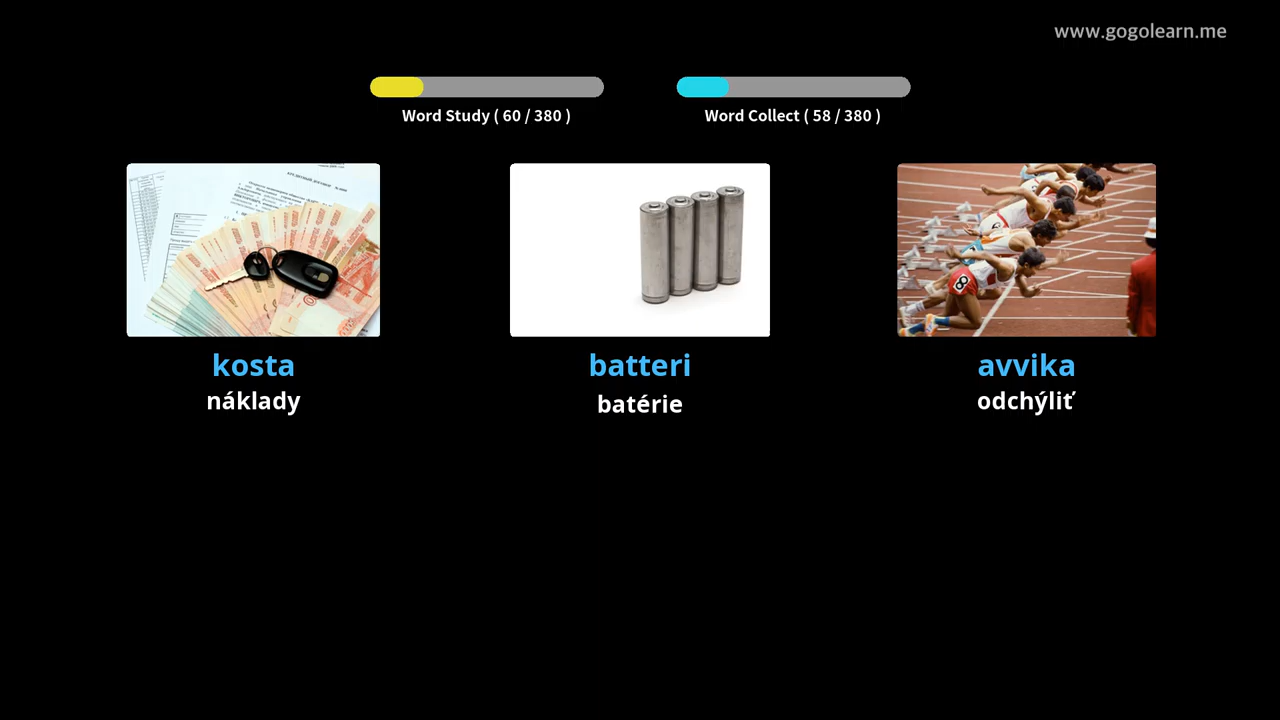 www.gogolearn.me
Word Study ( 60 / 380 )
Word Collect ( 58 / 380 )
kosta
batteri
avvika
náklady
batérie
odchýliť